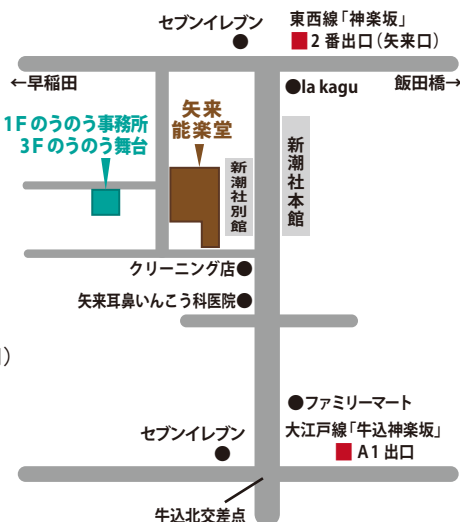 セブンイレブン
東西線「神楽坂」
2番出口(矢来口)
←早稲田
la kagu
飯田橋→
1Fのうのう事務所
3Fのうのう舞台
矢来
能楽堂
新潮社別館
新潮社本館
クリーニング店
矢来耳鼻いんこう科医院
)
ファミリーマート
セブンイレブン
大江戸線「牛込神楽坂」
A1出口
牛込北交差点